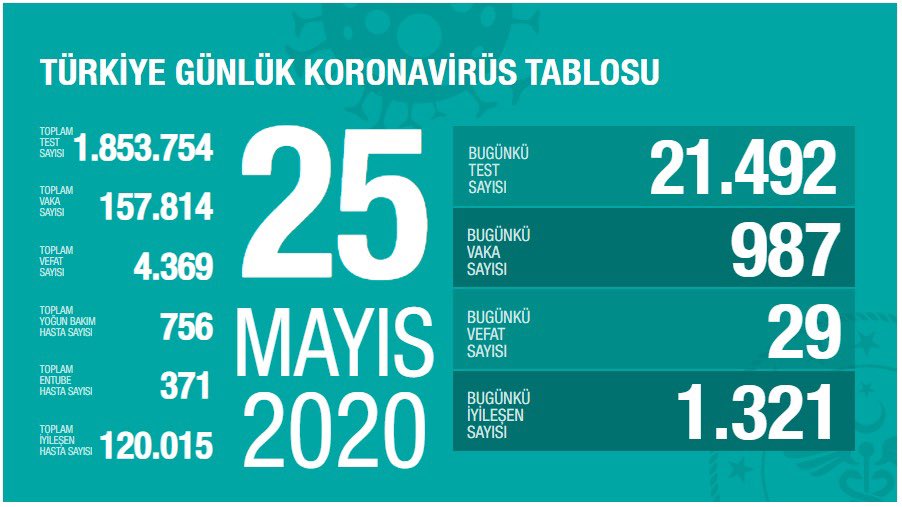 TÜRKİYE GÜNLÜK KORONAVİRÜS TABLOSU
TOPLAM
TEST
SAYISI
1.853.754
TOPLAM
VAKA
SAYISI
157.814
TOPLAM
VEFAT
SAYISI
4.369
TOPLAM
YOĞUN BAKIM
HASTA SAYISI
756
TOPLAM
ENTUBE
HASTA SAYISI
371
TOPLAM
İYİLEŞEN
HASTA SAYISI
120.015
25
MAYIS
2020
BUGÜNKÜ
TEST
SAYISI
21.492
BUGÜNKÜ
VAKA
SAYISI
987
BUGÜNKÜ
VEFAT
SAYISI
29
BUGÜNKÜ
İYİLEŞEN
SAYISI
1.321